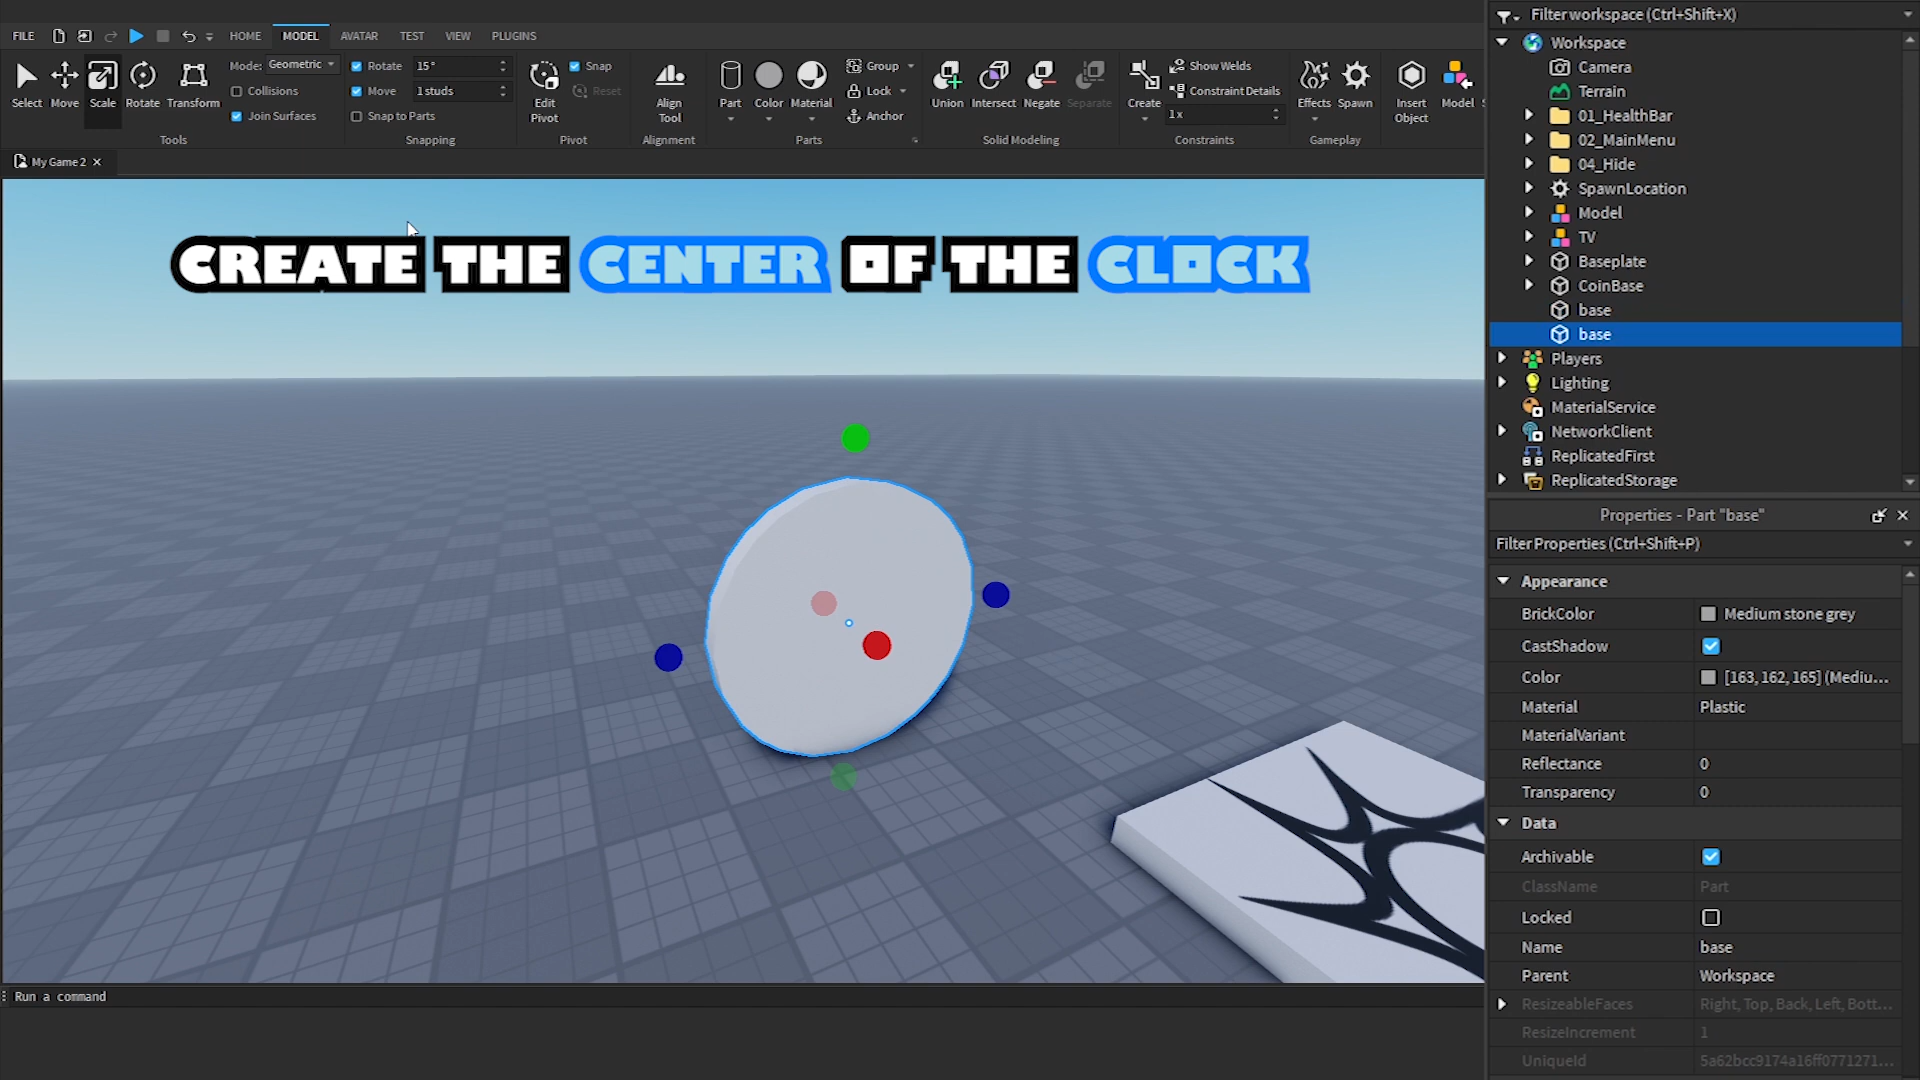 FILE HOME MODEL AVATAR TEST VIEW PLUGINS
Select Move Scale Rotate Transform
Mode: Geometric
Collisions
Join Surfaces
Tools
Rotate 15°
Move 1 studs
Snap to Parts
Snapping
Edit Pivot
Snap
Reset
Pivot
Align Tool
Alignment
Part Color Material
Group
Lock
Anchor
Parts
Union Intersect Negate Separate
Solid Modeling
Create
Show Welds
Constraint Details
1x
Constraints
Effects Spawn
Gameplay
Insert Object
Model
My Game 2
CREATE THE CENTER OF THE CLOCK
Run a command
Filter workspace (Ctrl+Shift+X)
Workspace
Camera
Terrain
01_HealthBar
02_MainMenu
04_Hide
SpawnLocation
Model
TV
Baseplate
CoinBase
base
base
Players
Lighting
MaterialService
NetworkClient
ReplicatedFirst
ReplicatedStorage
Properties - Part "base"
Filter Properties (Ctrl+Shift+P)
Appearance
BrickColor Medium stone grey
CastShadow
Color [163, 162, 165] (Mediu...
Material Plastic
MaterialVariant
Reflectance 0
Transparency 0
Data
Archivable
ClassName Part
Locked
Name base
Parent Workspace
ResizeableFaces Right, Top, Back, Left, Bott...
ResizeIncrement 1
UniqueId 5a62bcc9174a16ff0771271...